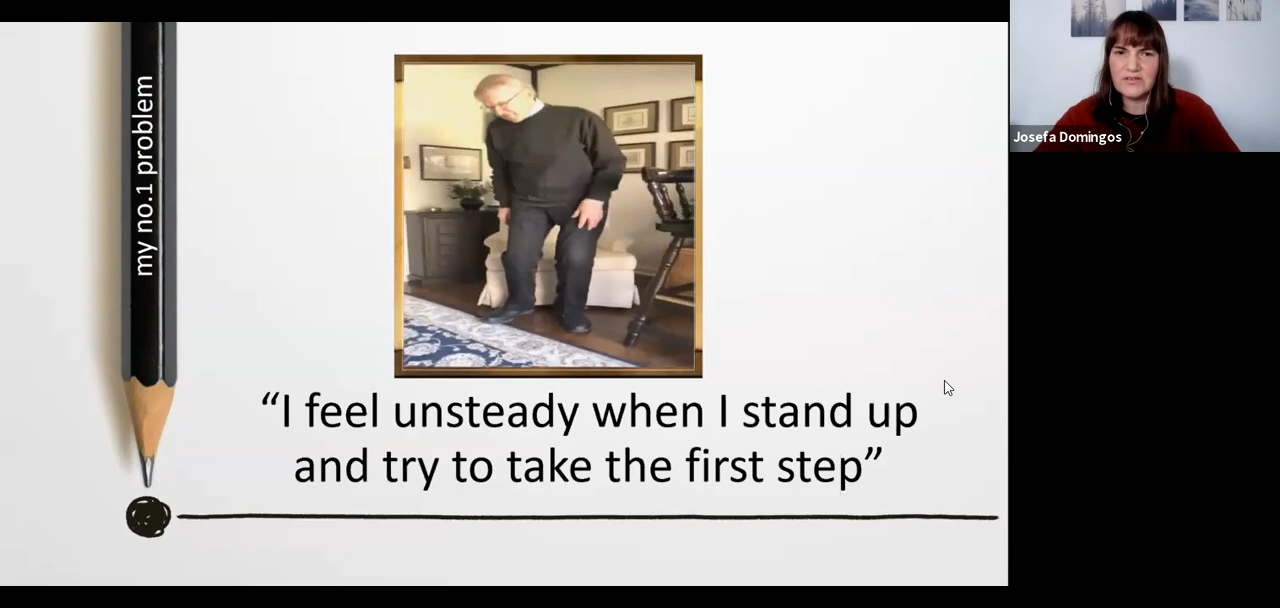 my no.1 problem
Josefa Domingos
“I feel unsteady when I stand up
and try to take the first step”